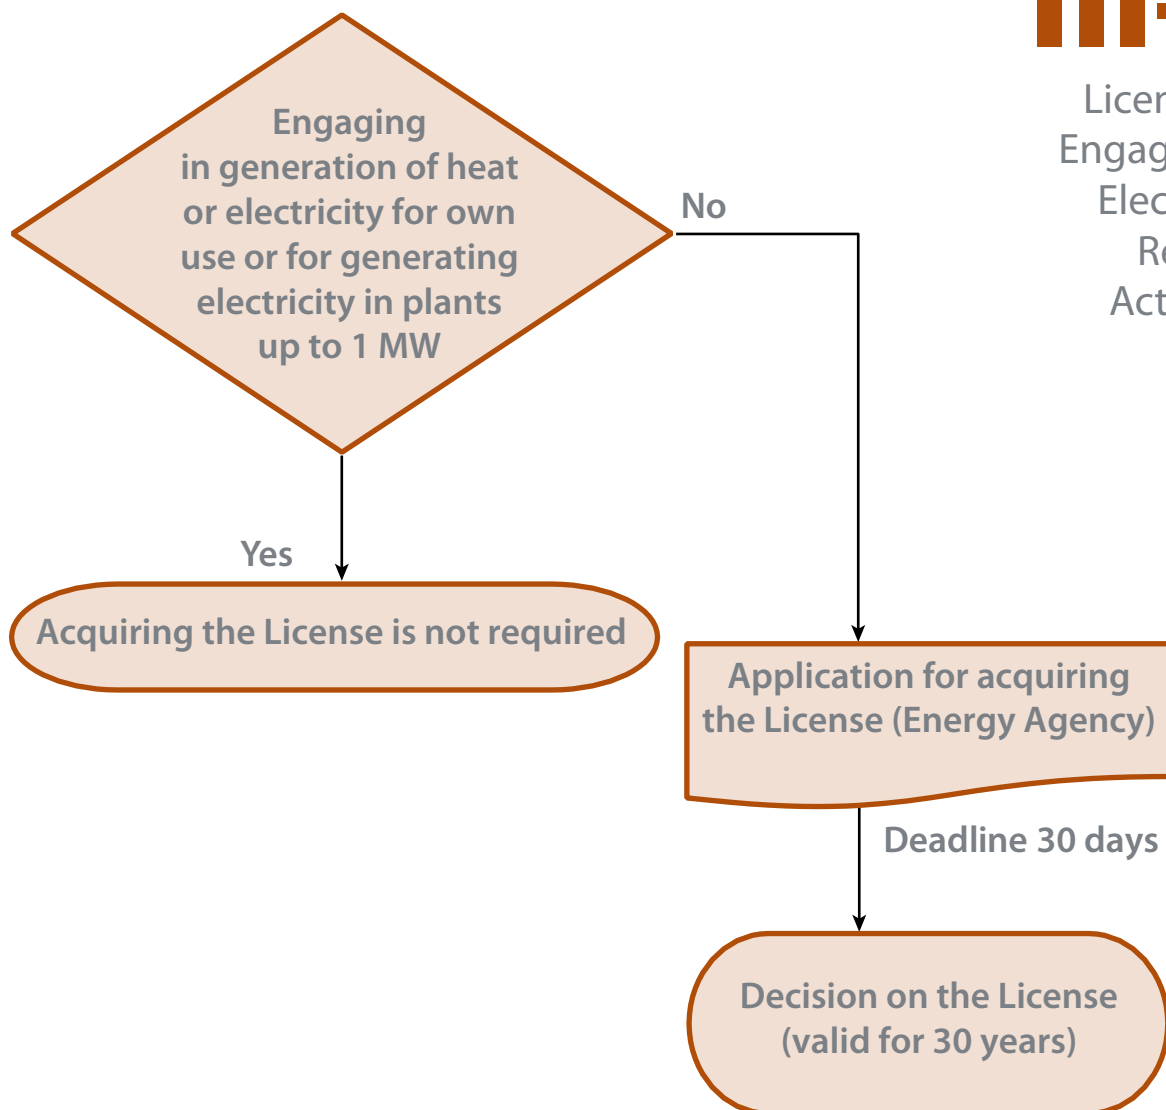 Engaging
in generation of heat
or electricity for own
use or for generating
electricity in plants
up to 1 MW
No
Yes
Acquiring the License is not required
Application for acquiring
the License (Energy Agency)
Deadline 30 days
Decision on the License
(valid for 30 years)